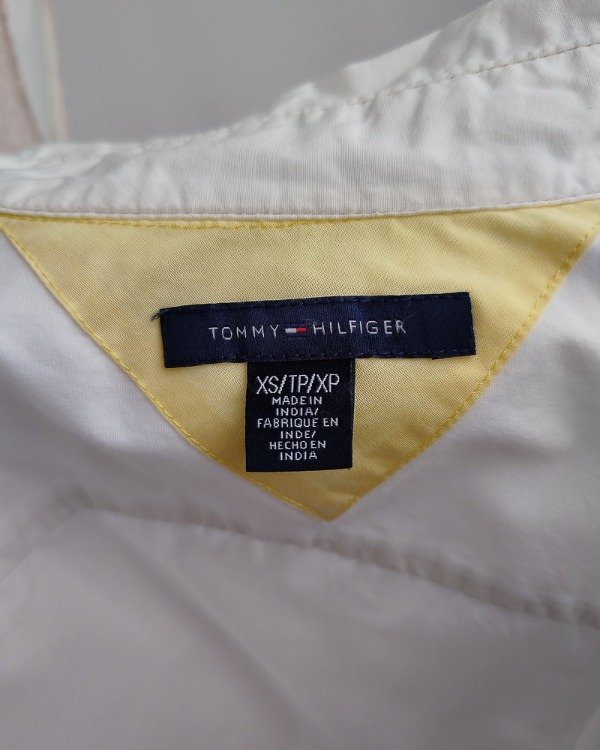 TOMMY HILFIGER
XS/TP/XP
MADE IN
INDIA/
FABRIQUE EN
INDE/
HECHO EN
INDIA